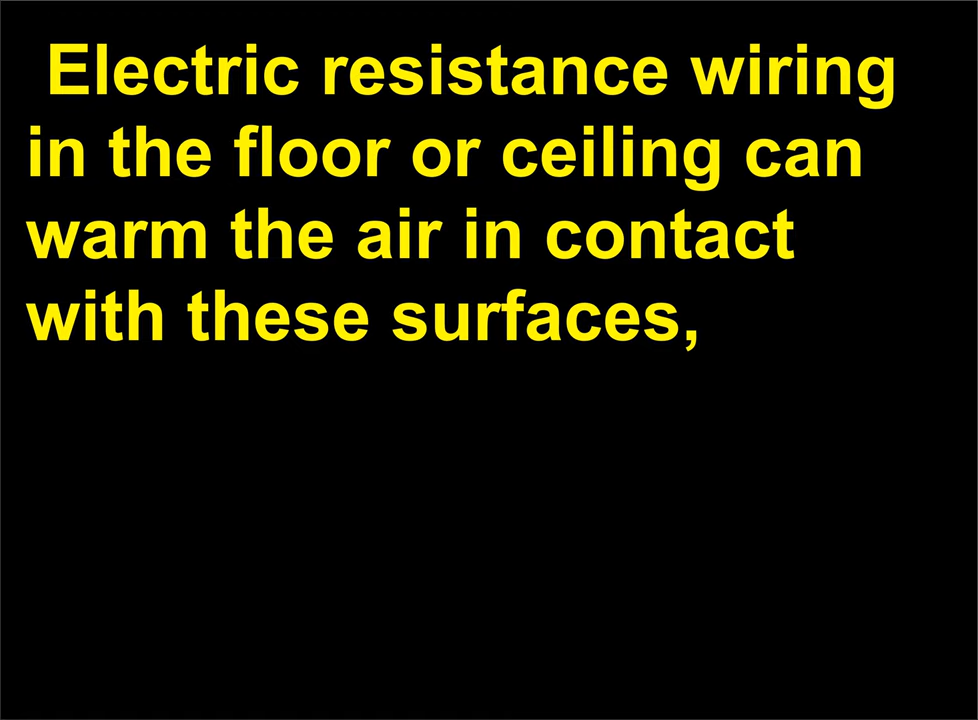 Electric resistance wiring
in the floor or ceiling can
warm the air in contact
with these surfaces,